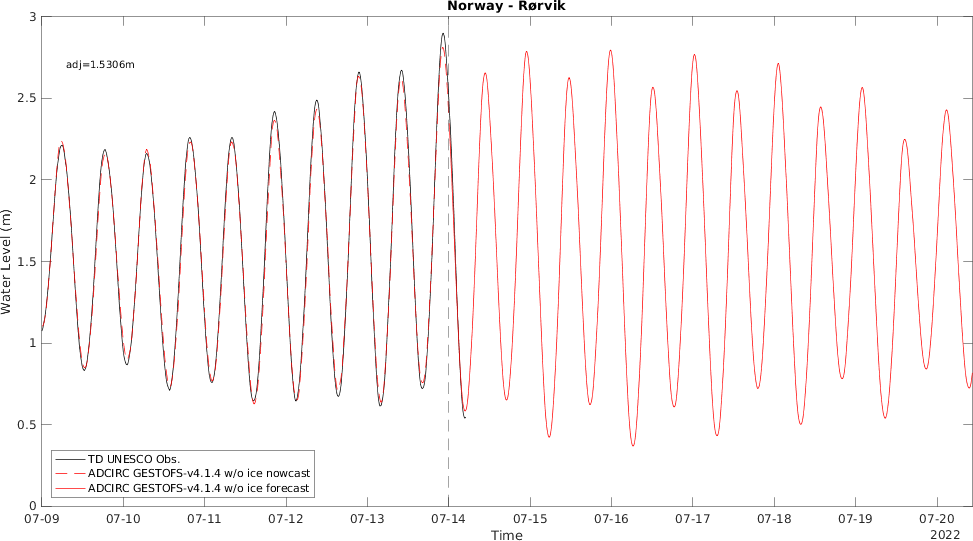 Norway - Rørvik
3
adj=1.5306m
2.5
2
Water Level (m)
1.5
1
0.5
TD UNESCO Obs.
ADCIRC GESTOFS-v4.1.4 w/o ice nowcast
ADCIRC GESTOFS-v4.1.4 w/o ice forecast
0
07-09 07-10 07-11 07-12 07-13 07-14 07-15 07-16 07-17 07-18 07-19 07-20
Time
2022